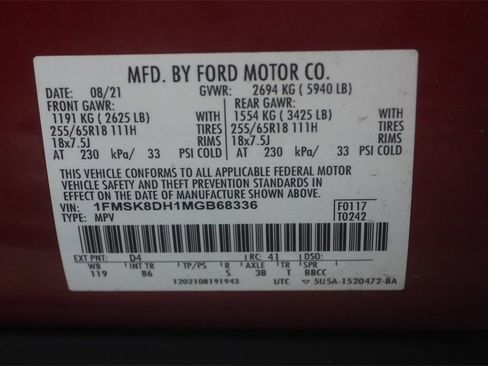 MFD. BY FORD MOTOR CO.
DATE: 08/21 GVWR: 2694 KG ( 5940 LB)
FRONT GAWR: REAR GAWR:
1191 KG ( 2625 LB) WITH 1554 KG ( 3425 LB) WITH
255/65R18 111H TIRES 255/65R18 111H TIRES
18x7.5J RIMS 18x7.5J RIMS
AT 230 kPa/ 33 PSI COLD AT 230 kPa/ 33 PSI COLD
THIS VEHICLE CONFORMS TO ALL APPLICABLE FEDERAL MOTOR
VEHICLE SAFETY AND THEFT PREVENTION STANDARDS IN
EFFECT ON THE DATE OF MANUFACTURE SHOWN ABOVE.
VIN: 1FMSK8DH1MGB68336 F0117
TYPE: MPV T0242
EXT PNT: D4 RC: 41 DSO:
WB INT TR TP/PS R AXLE TR SPR
119 B6 S 3B T BBCC
1202108191943 UTC 5U5A-1520472-BA